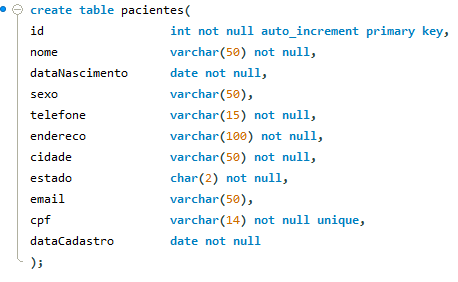 create table pacientes(
id int not null auto_increment primary key,
nome varchar(50) not null,
dataNascimento date not null,
sexo varchar(50),
telefone varchar(15) not null,
endereco varchar(100) not null,
cidade varchar(50) not null,
estado char(2) not null,
email varchar(50),
cpf varchar(14) not null unique,
dataCadastro date not null
);